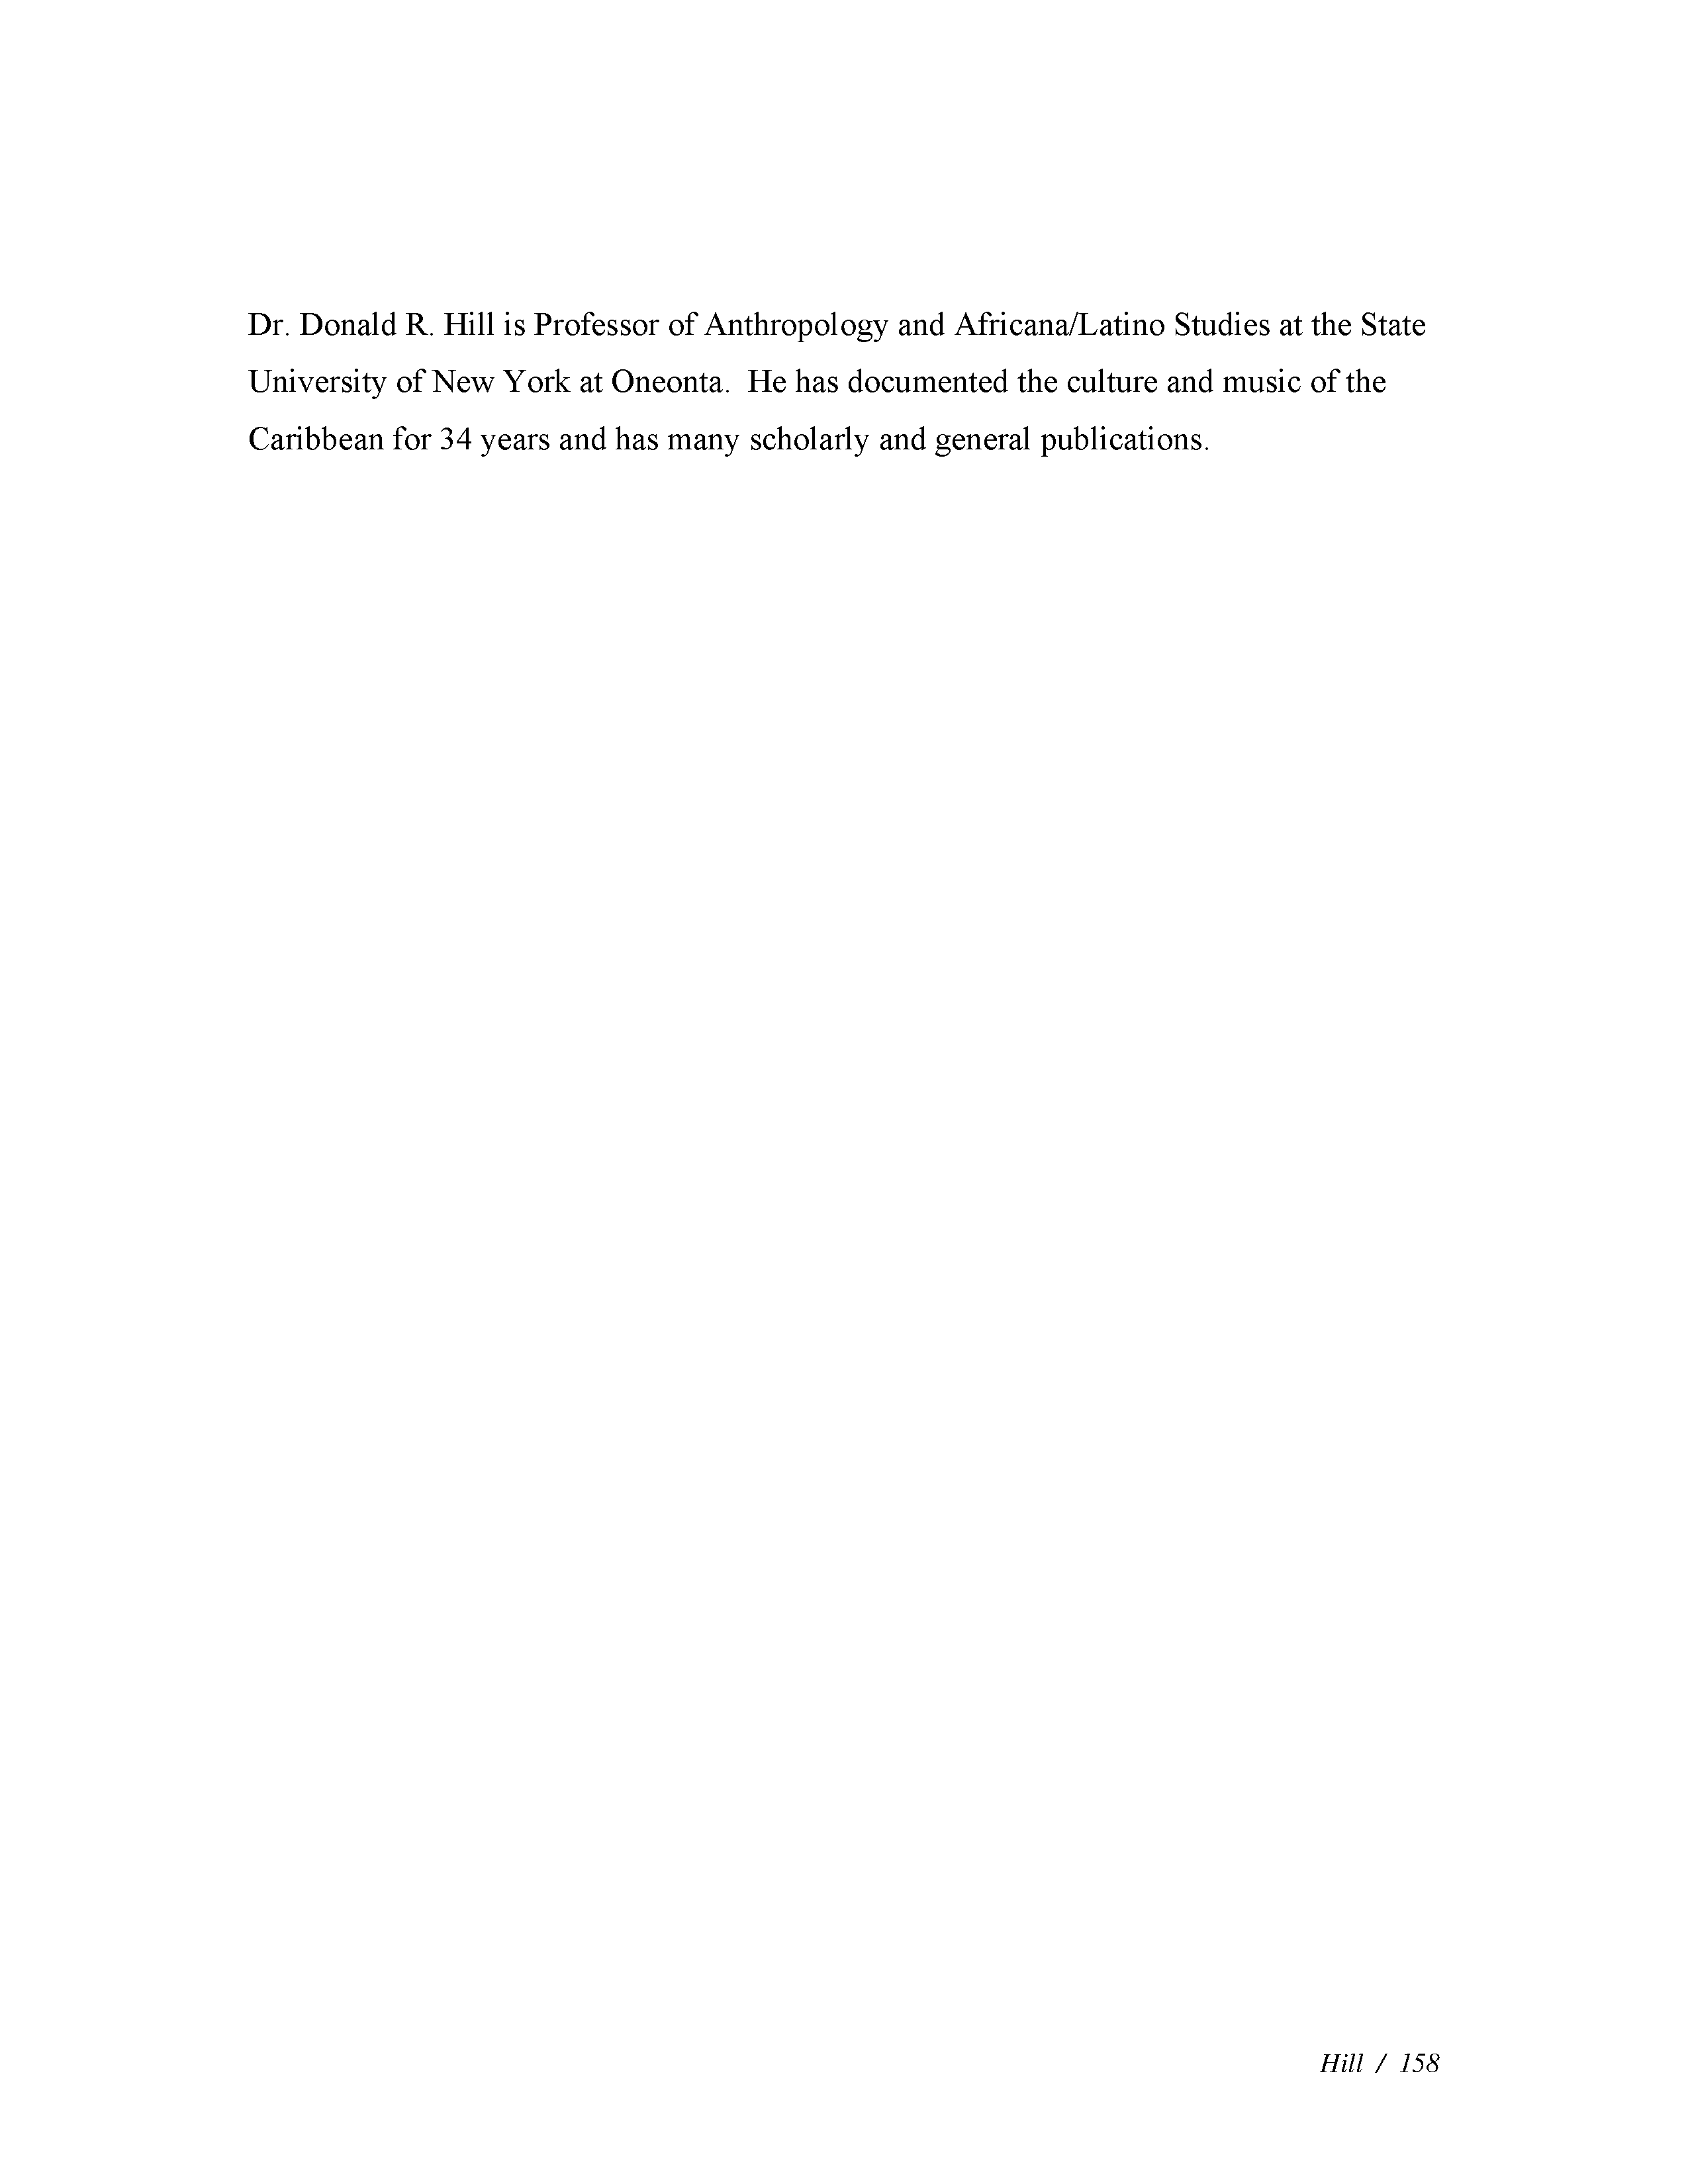 Dr. Donald R. Hill is Professor of Anthropology and Africana/Latino Studies at the State
University of New York at Oneonta.  He has documented the culture and music of the
Caribbean for 34 years and has many scholarly and general publications.
Hill / 158